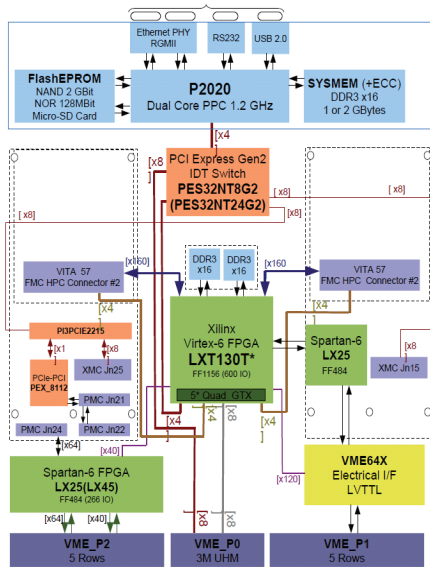 Ethernet PHY
RGMII
RS232
USB 2.0
FlashEPROM
NAND 2 GBit
NOR 128MBit
Micro-SD Card
P2020
Dual Core PPC 1.2 GHz
SYSMEM (+ECC)
DDR3 x16
1 or 2 GBytes
[x4
]
[x8
]
PCI Express Gen2
IDT Switch
PES32NT8G2
(PES32NT24G2)
[x8]
[x8]
[x8
]
[x160]
DDR3
x16
DDR3
x16
[x160
VITA 57
FMC HPC Connector #2
VITA 57
FMC HPC Connector #2
[x4
]
[x4
]
PI3PCIE2215
[x1
]
[x8
]
PCIe-PCI
PEX_8112
XMC Jn25
PMC Jn21
PMC Jn24
PMC Jn22
Xilinx
Virtex-6 FPGA
LXT130T*
FF1156 (600 IO)
5* Quad GTX
Spartan-6
LX25
FF484
[x8
]
XMC Jn15
[x4
]
[x4
]
[x8
]
[x4
]
[x64]
[x40]
[x120]
Spartan-6 FPGA
LX25(LX45)
FF484 (266 IO)
VME64X
Electrical I/F
LVTTL
[x64]
[x40]
[x8
]
[x8
]
VME_P2
5 Rows
VME_P0
3M UHM
VME_P1
5 Rows